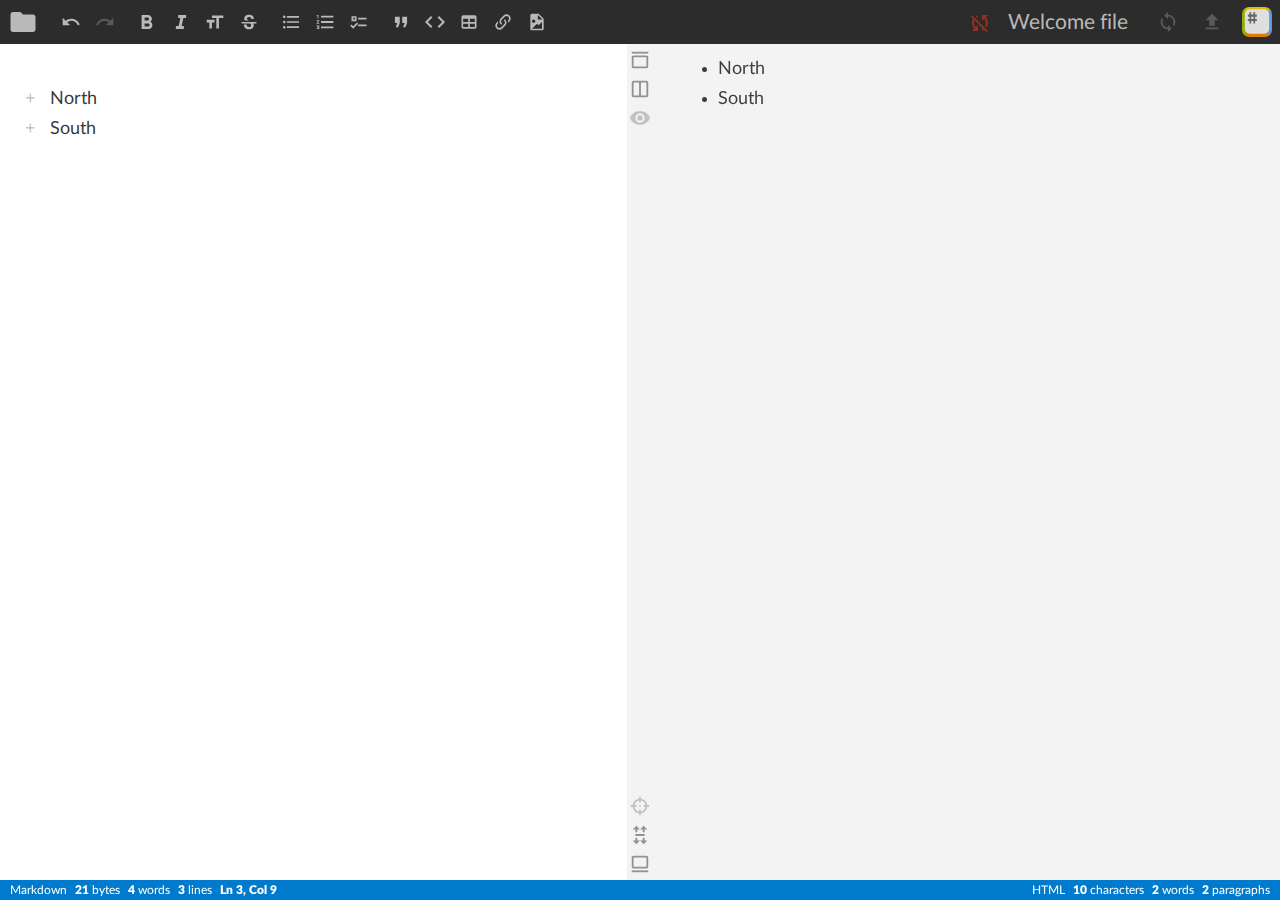 Welcome file
+ North
+ South
• North
• South
Markdown 21 bytes 4 words 3 lines Ln 3, Col 9
HTML 10 characters 2 words 2 paragraphs